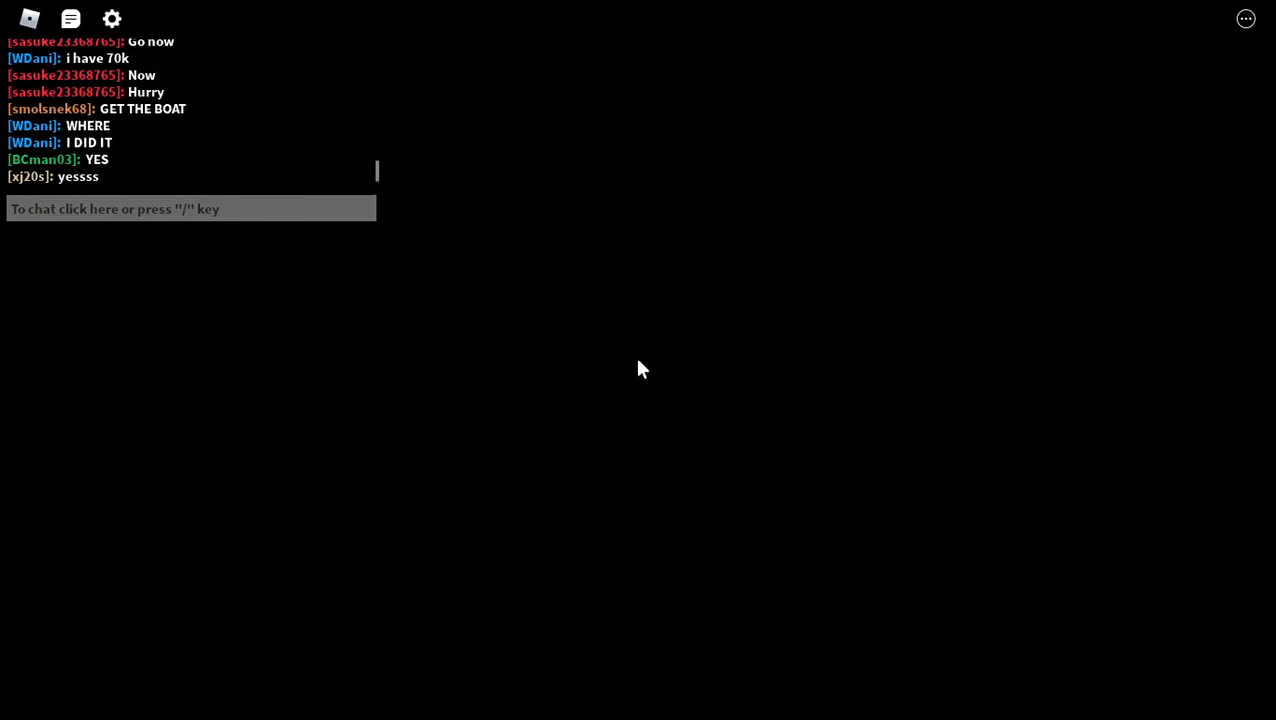 [sasuke23368765]: Go now
[WDani]: i have 70k
[sasuke23368765]: Now
[sasuke23368765]: Hurry
[smolsnek68]: GET THE BOAT
[WDani]: WHERE
[WDani]: I DID IT
[BCman03]: YES
[xj20s]: yessss
To chat click here or press "/" key